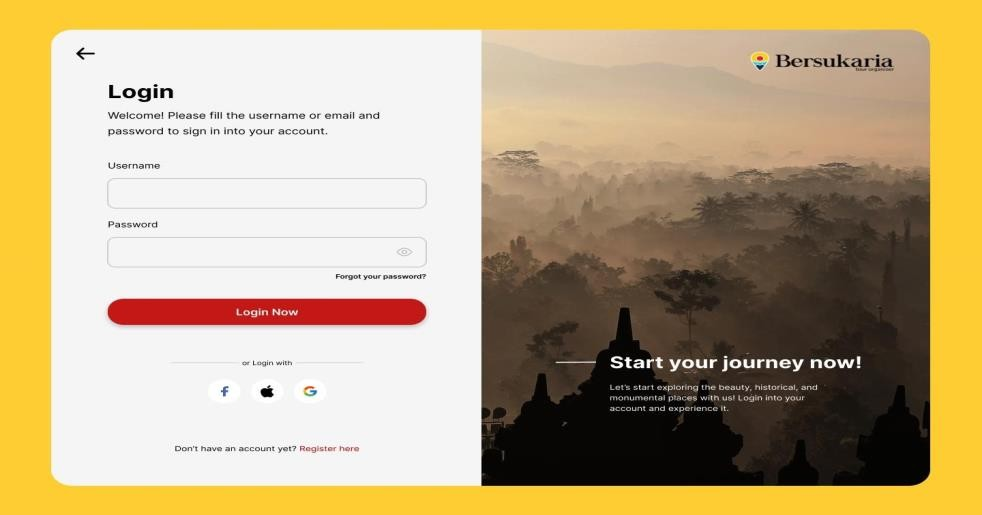 Login
Welcome! Please fill the username or email and
password to sign in into your account.
Username
Password
Forgot your password?
Login Now
or Login with
Don't have an account yet? Register here
Bersukaria
tour organizer
Start your journey now!
Let's start exploring the beauty, historical, and
monumental places with us! Login into your
account and experience it.